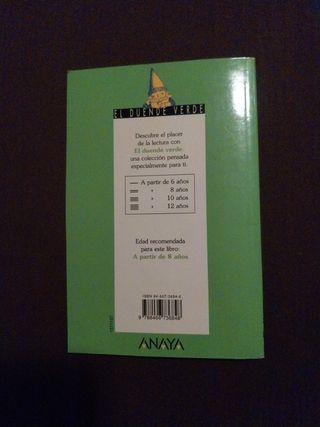 EL DUENDE VERDE
Descubre el placer
de la lectura con
El duende verde:
una colección pensada
especialmente para ti.
A partir de 6 años
» 8 años
» 10 años
» 12 años
Edad recomendada
para este libro:
A partir de 8 años
ANAYA